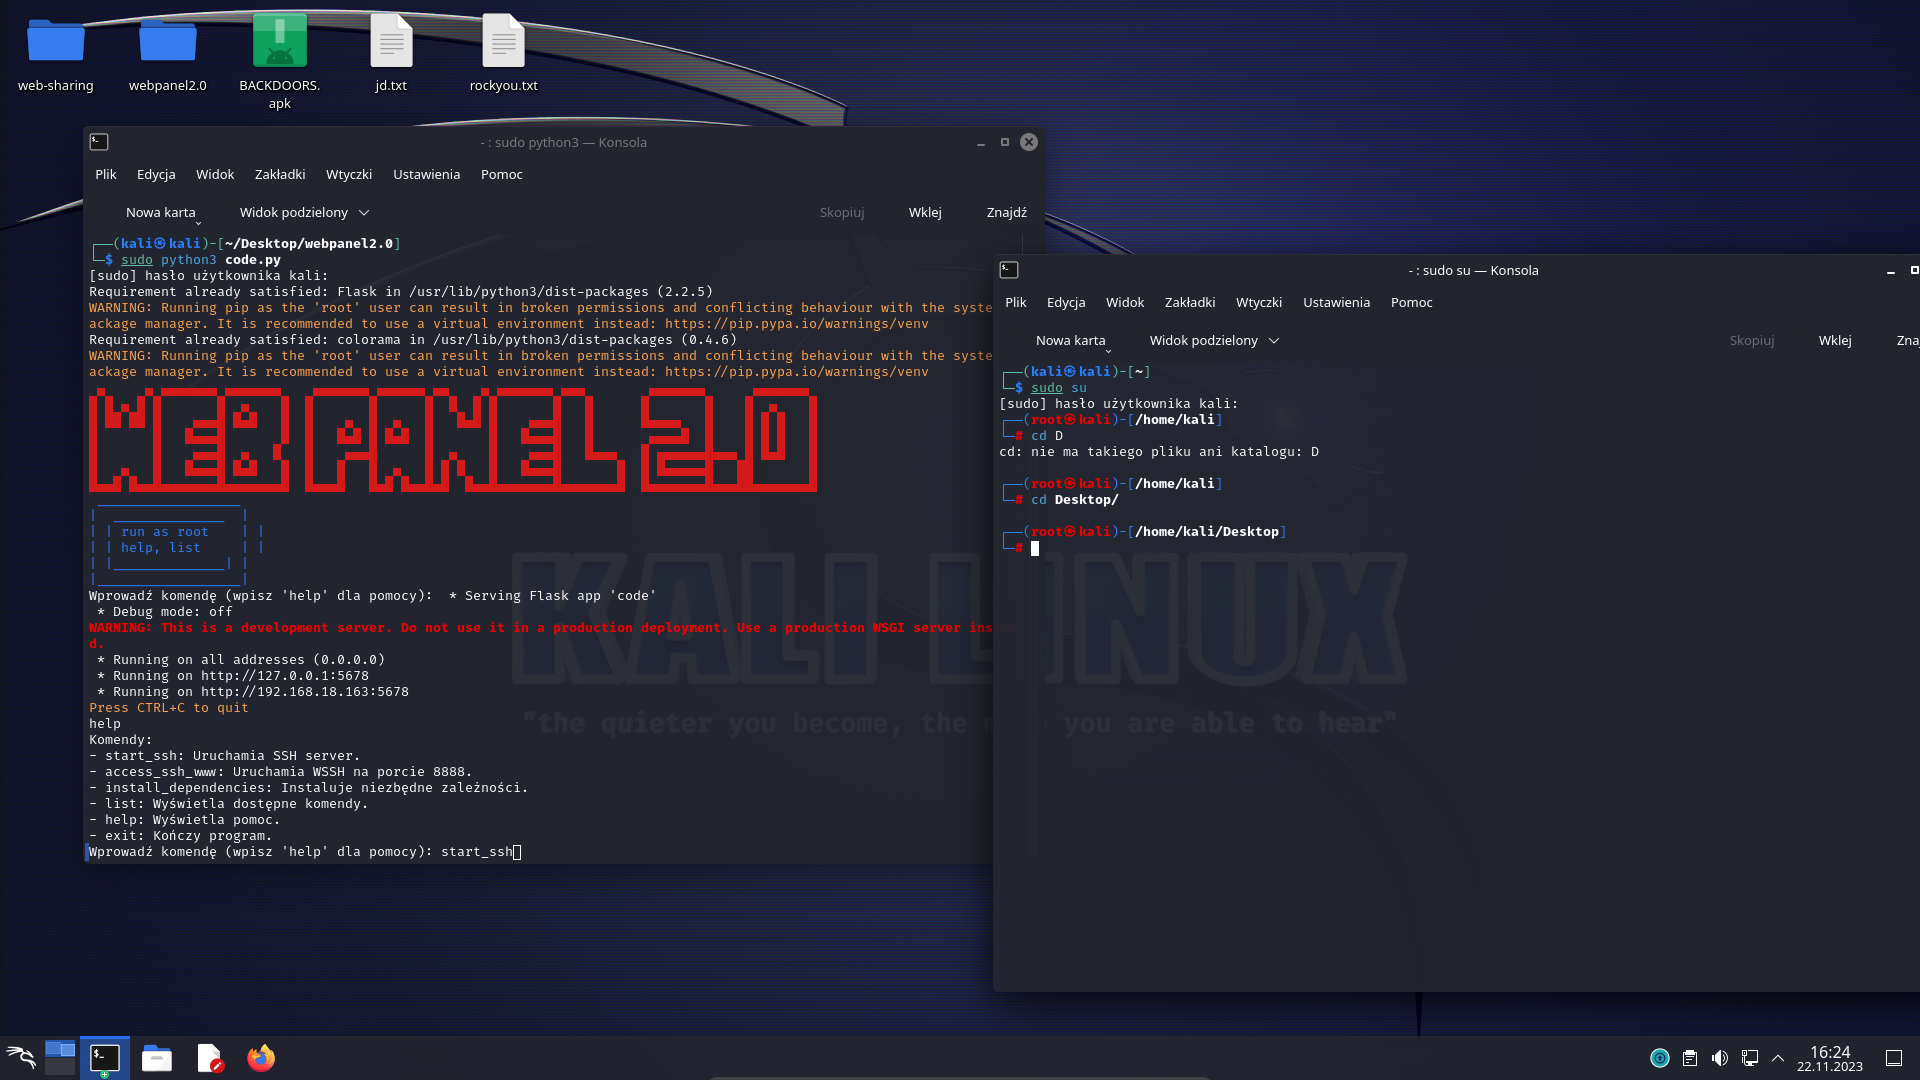 web-sharing
webpanel2.0
BACKDOORS.
apk
jd.txt
rockyou.txt
- : sudo python3 — Konsola
Plik Edycja Widok Zakładki Wtyczki Ustawienia Pomoc
Nowa karta Widok podzielony Skopiuj Wklej Znajdź
┌──(kali㉿kali)-[~/Desktop/webpanel2.0]
└─$ sudo python3 code.py
[sudo] hasło użytkownika kali:
Requirement already satisfied: Flask in /usr/lib/python3/dist-packages (2.2.5)
WARNING: Running pip as the 'root' user can result in broken permissions and conflicting behaviour with the syste
ackage manager. It is recommended to use a virtual environment instead: https://pip.pypa.io/warnings/venv
Requirement already satisfied: colorama in /usr/lib/python3/dist-packages (0.4.6)
WARNING: Running pip as the 'root' user can result in broken permissions and conflicting behaviour with the syste
ackage manager. It is recommended to use a virtual environment instead: https://pip.pypa.io/warnings/venv
WEB PANEL 2.0
run as root
help, list
Wprowadź komendę (wpisz 'help' dla pomocy):  * Serving Flask app 'code'
* Debug mode: off
WARNING: This is a development server. Do not use it in a production deployment. Use a production WSGI server ins
d.
* Running on all addresses (0.0.0.0)
* Running on http://127.0.0.1:5678
* Running on http://192.168.18.163:5678
Press CTRL+C to quit
help
Komendy:
- start_ssh: Uruchamia SSH server.
- access_ssh_www: Uruchamia WSSH na porcie 8888.
- install_dependencies: Instaluje niezbędne zależności.
- list: Wyświetla dostępne komendy.
- help: Wyświetla pomoc.
- exit: Kończy program.
Wprowadź komendę (wpisz 'help' dla pomocy): start_ssh
- : sudo su — Konsola
Plik Edycja Widok Zakładki Wtyczki Ustawienia Pomoc
Nowa karta Widok podzielony Skopiuj Wklej Znaj
┌──(kali㉿kali)-[~]
└─$ sudo su
[sudo] hasło użytkownika kali:
┌──(root㉿kali)-[/home/kali]
└─# cd D
cd: nie ma takiego pliku ani katalogu: D
┌──(root㉿kali)-[/home/kali]
└─# cd Desktop/
┌──(root㉿kali)-[/home/kali/Desktop]
└─#
KALI LINUX
"the quieter you become, the more you are able to hear"
16:24
22.11.2023